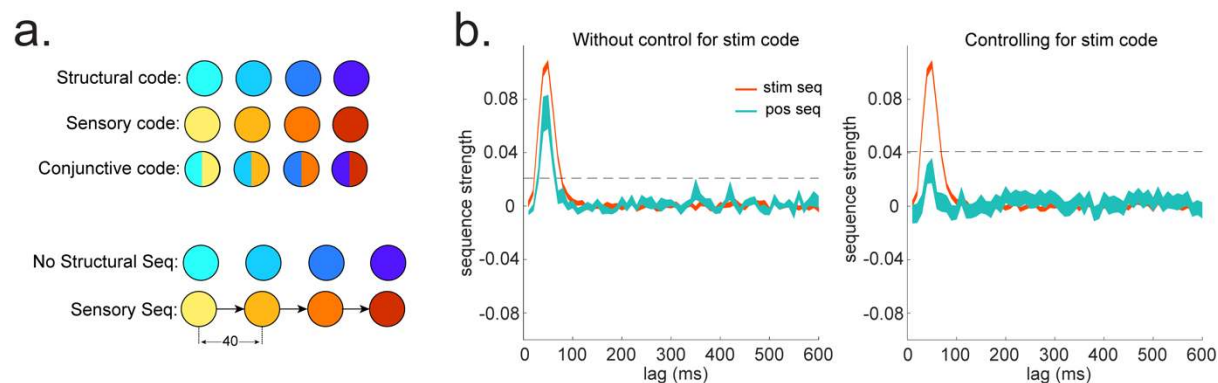 a.
Structural code:
Sensory code:
Conjunctive code:
No Structural Seq:
Sensory Seq:
40
b.
Without control for stim code
stim seq
pos seq
sequence strength
0.08
0.04
0
-0.04
-0.08
0 100 200 300 400 500 600
lag (ms)
Controlling for stim code
sequence strength
0.08
0.04
0
-0.04
-0.08
0 100 200 300 400 500 600
lag (ms)